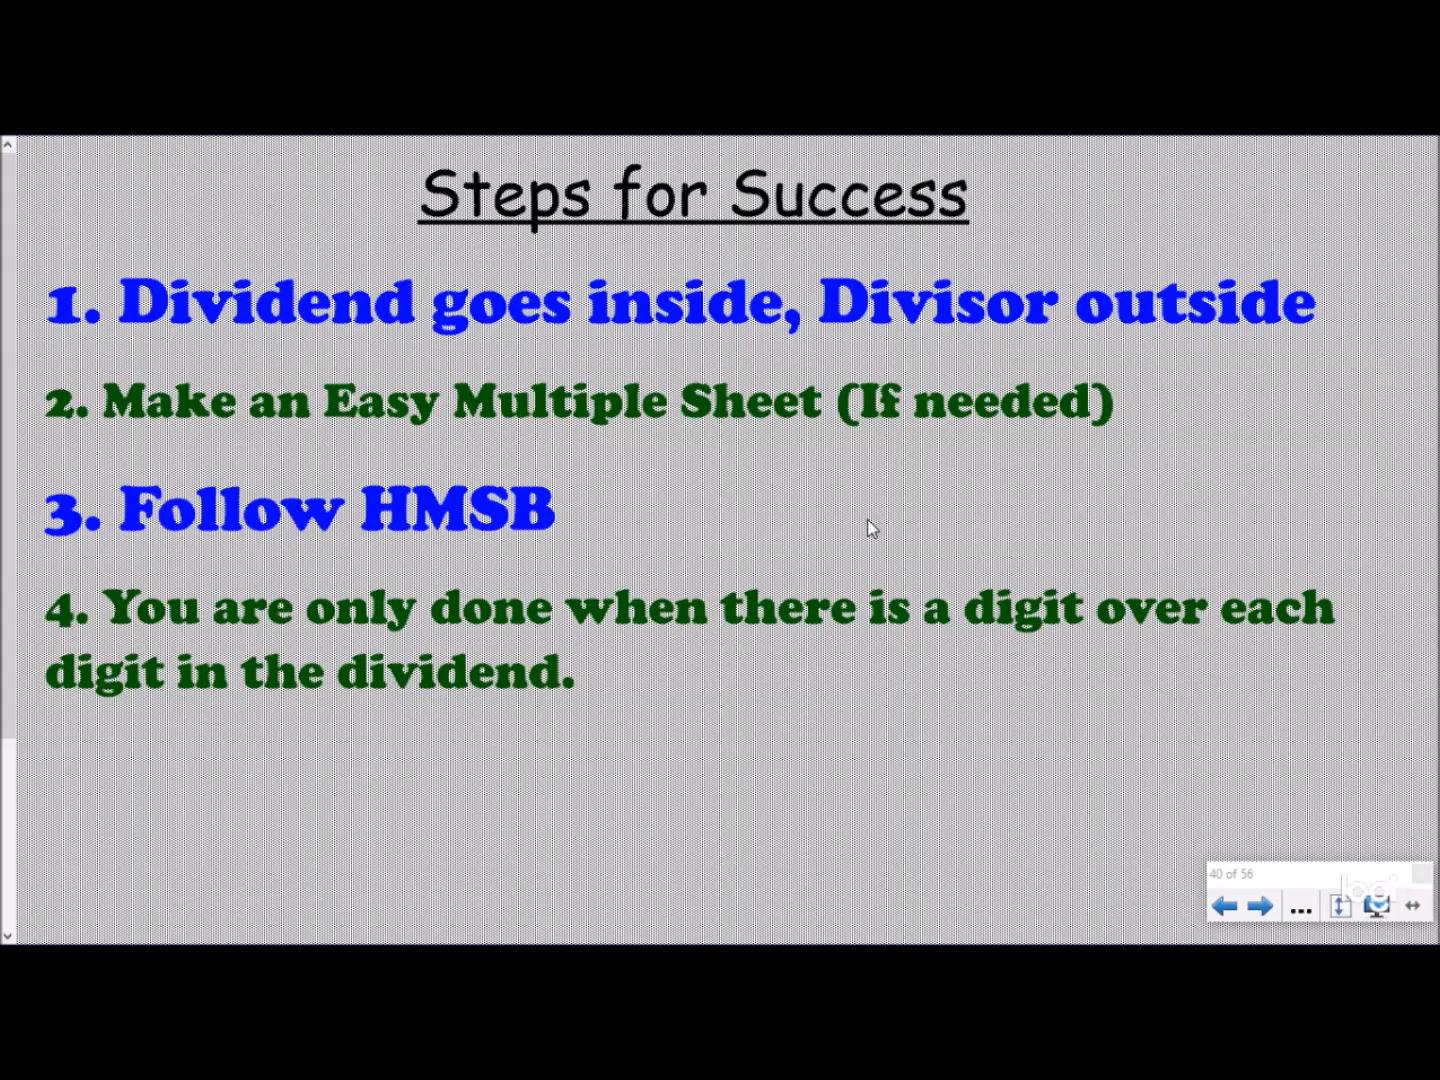 Steps for Success
1. Dividend goes inside, Divisor outside
2. Make an Easy Multiple Sheet (If needed)
3. Follow HMSB
4. You are only done when there is a digit over each
digit in the dividend.
40 of 56
logi
...